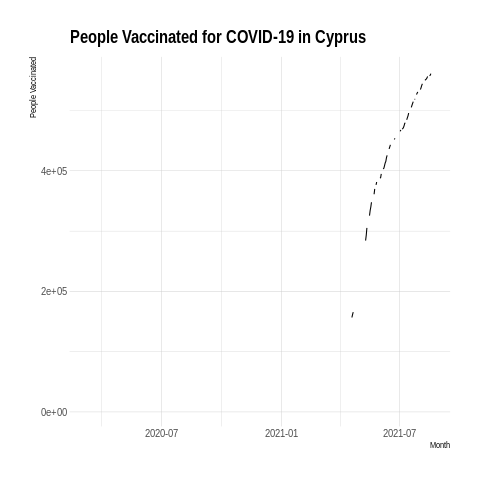 People Vaccinated for COVID-19 in Cyprus
People Vaccinated
4e+05
2e+05
0e+00
2020-07
2021-01
2021-07
Month